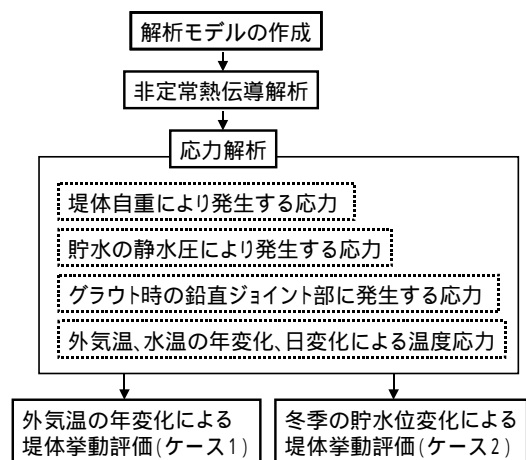 解析モデルの作成
非定常熱伝導解析
応力解析
堤体自重により発生する応力
貯水の静水圧により発生する応力
グラウト時の鉛直ジョイント部に発生する応力
外気温、水温の年変化、日変化による温度応力
外気温の年変化による
堤体挙動評価(ケース1)
冬季の貯水位変化による
堤体挙動評価(ケース2)